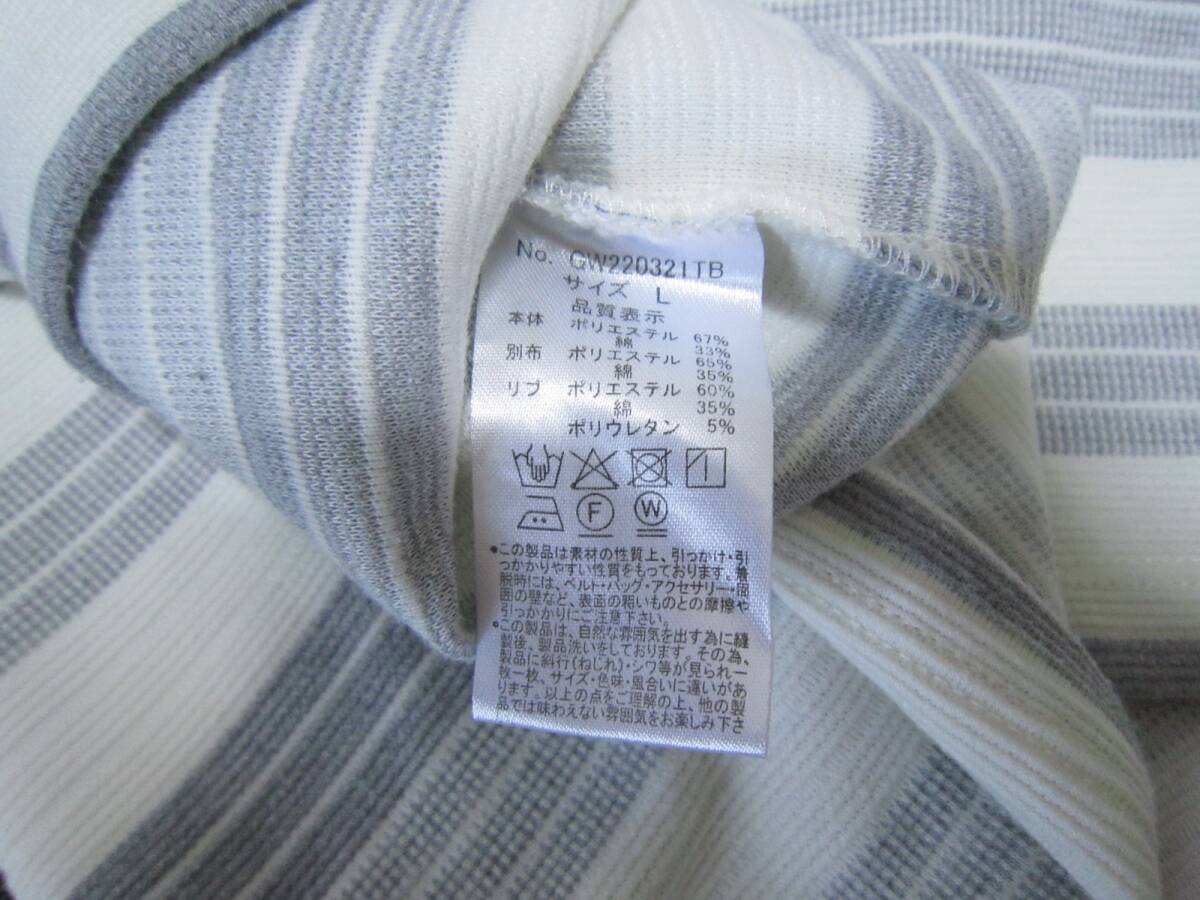 No. GW220321TB
サイズ L
品質表示
本体 ポリエステル 67%
綿 33%
別布 ポリエステル 65%
綿 35%
リブ ポリエステル 60%
綿 35%
ポリウレタン 5%
F W
•この製品は素材の性質上、引っかけ・引
っかかりやすい性質をもっております。着
脱時には、ベルト・バッグ・アクセサリー・周
囲の壁など、表面の粗いものとの摩擦や
引っかかりにご注意下さい。
•この製品は、自然な雰囲気を出す為に縫
製後、製品洗いをしております。その為、
製品に斜行(ねじれ)・シワ等が見られ一
枚一枚、サイズ・色味・風合いに違いがあ
ります。以上の点をご理解の上、他の製
品では味わえない雰囲気をお楽しみ下さ